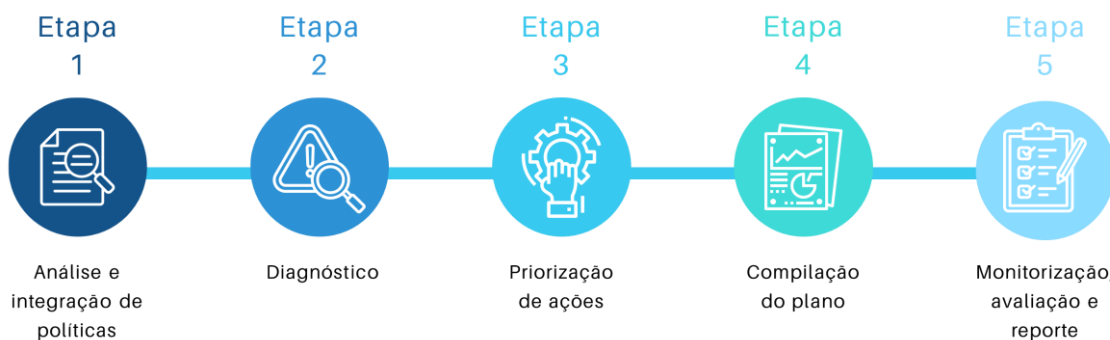 Etapa
1
Análise e
integração de
políticas
Etapa
2
Diagnóstico
Etapa
3
Priorização
de ações
Etapa
4
Compilação
do plano
Etapa
5
Monitorização,
avaliação e
reporte